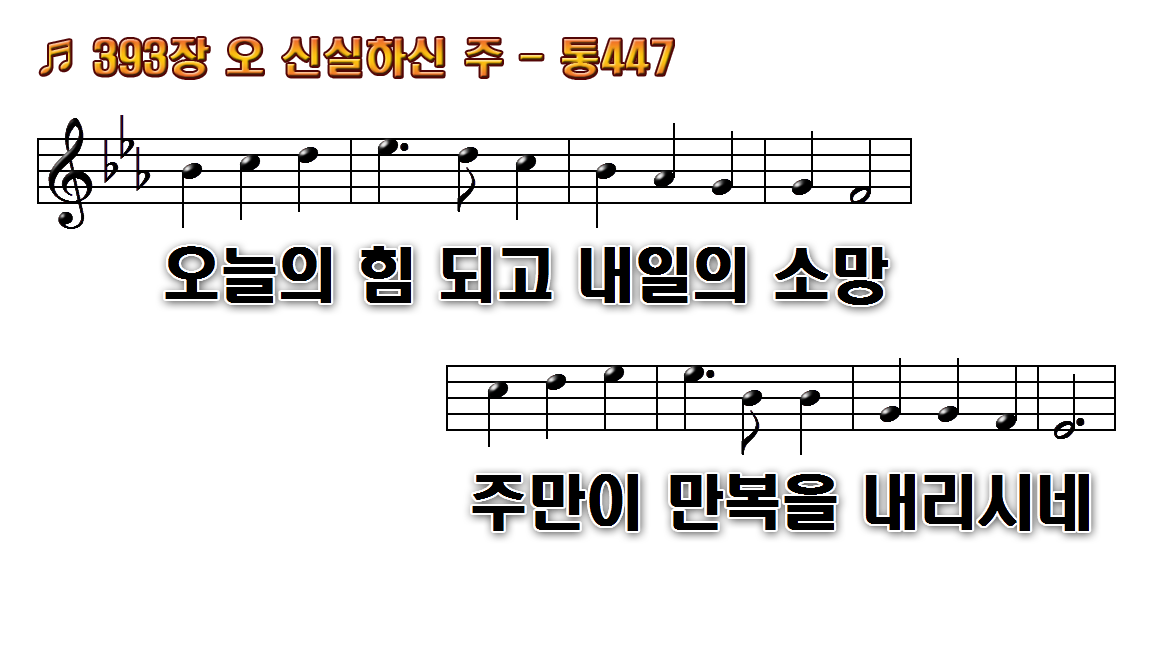 ♬ 393장 오 신실하신 주 - 통447
오늘의 힘 되고 내일의 소망
주만이 만복을 내리시네